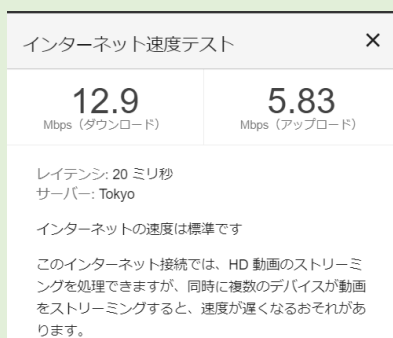 インターネット速度テスト
12.9
Mbps（ダウンロード）
5.83
Mbps（アップロード）
レイテンシ: 20 ミリ秒
サーバー: Tokyo
インターネットの速度は標準です
このインターネット接続では、HD 動画のストリーミ
ングを処理できますが、同時に複数のデバイスが動画
をストリーミングすると、速度が遅くなるおそれがあ
ります。